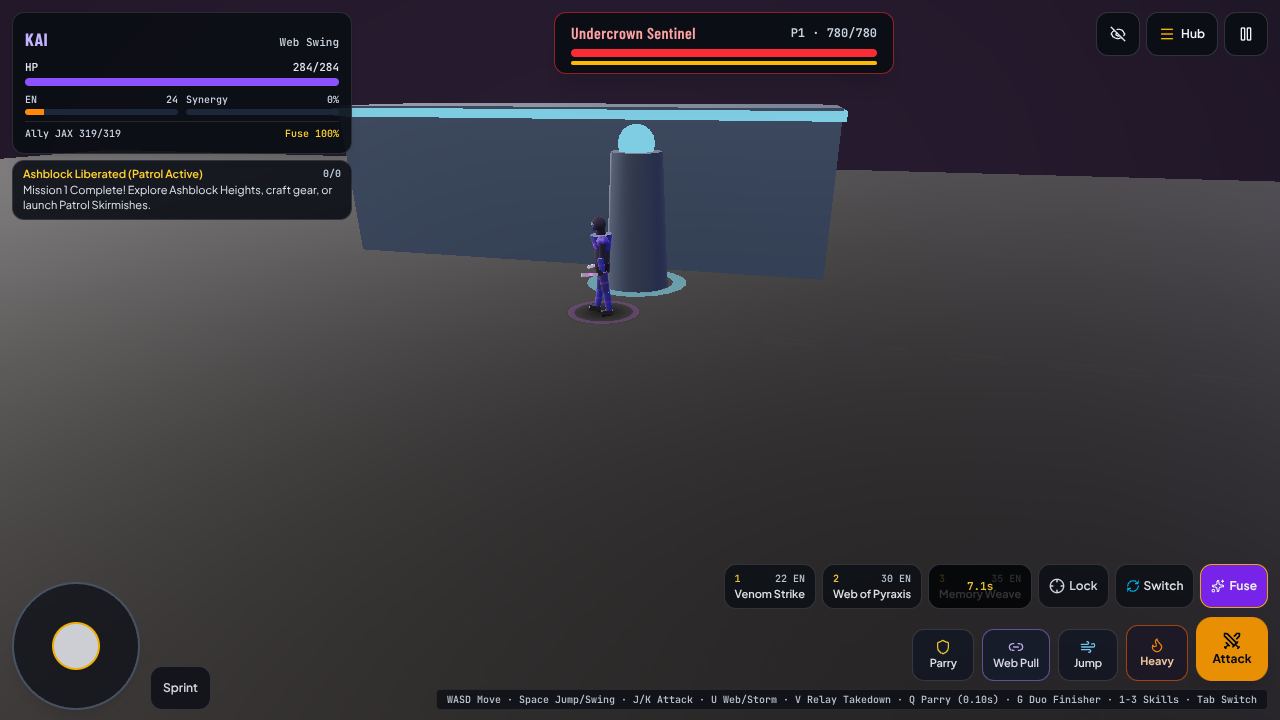 KAI
Web Swing
HP 284/284
EN 24 Synergy 0%
Ally JAX 319/319 Fuse 100%
Ashblock Liberated (Patrol Active) 0/0
Mission 1 Complete! Explore Ashblock Heights, craft gear, or
launch Patrol Skirmishes.
Undercrown Sentinel P1 · 780/780
Hub
1 22 EN
Venom Strike
2 30 EN
Web of Pyraxis
3 35 EN
7.1s
Memory Weave
Lock
Switch
Fuse
Parry
Web Pull
Jump
Heavy
Attack
Sprint
WASD Move · Space Jump/Swing · J/K Attack · U Web/Storm · V Relay Takedown · Q Parry (0.10s) · G Duo Finisher · 1-3 Skills · Tab Switch